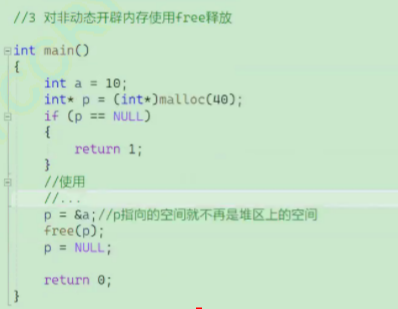 //3 对非动态开辟内存使用free释放
int main()
{
int a = 10;
int* p = (int*)malloc(40);
if (p == NULL)
{
return 1;
}
//使用
//...
p = &a;//p指向的空间就不再是堆区上的空间
free(p);
p = NULL;
return 0;
}